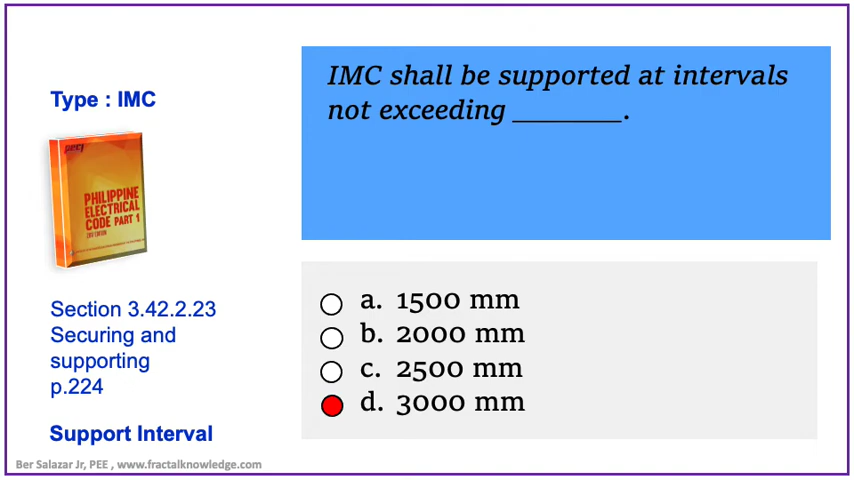 Type : IMC
IMC shall be supported at intervals
not exceeding ________.
PHILIPPINE
ELECTRICAL
CODE PART 1
Section 3.42.2.23
Securing and
supporting
p.224
Support Interval
a. 1500 mm
b. 2000 mm
c. 2500 mm
d. 3000 mm
Ber Salazar Jr, PEE , www.fractalknowledge.com